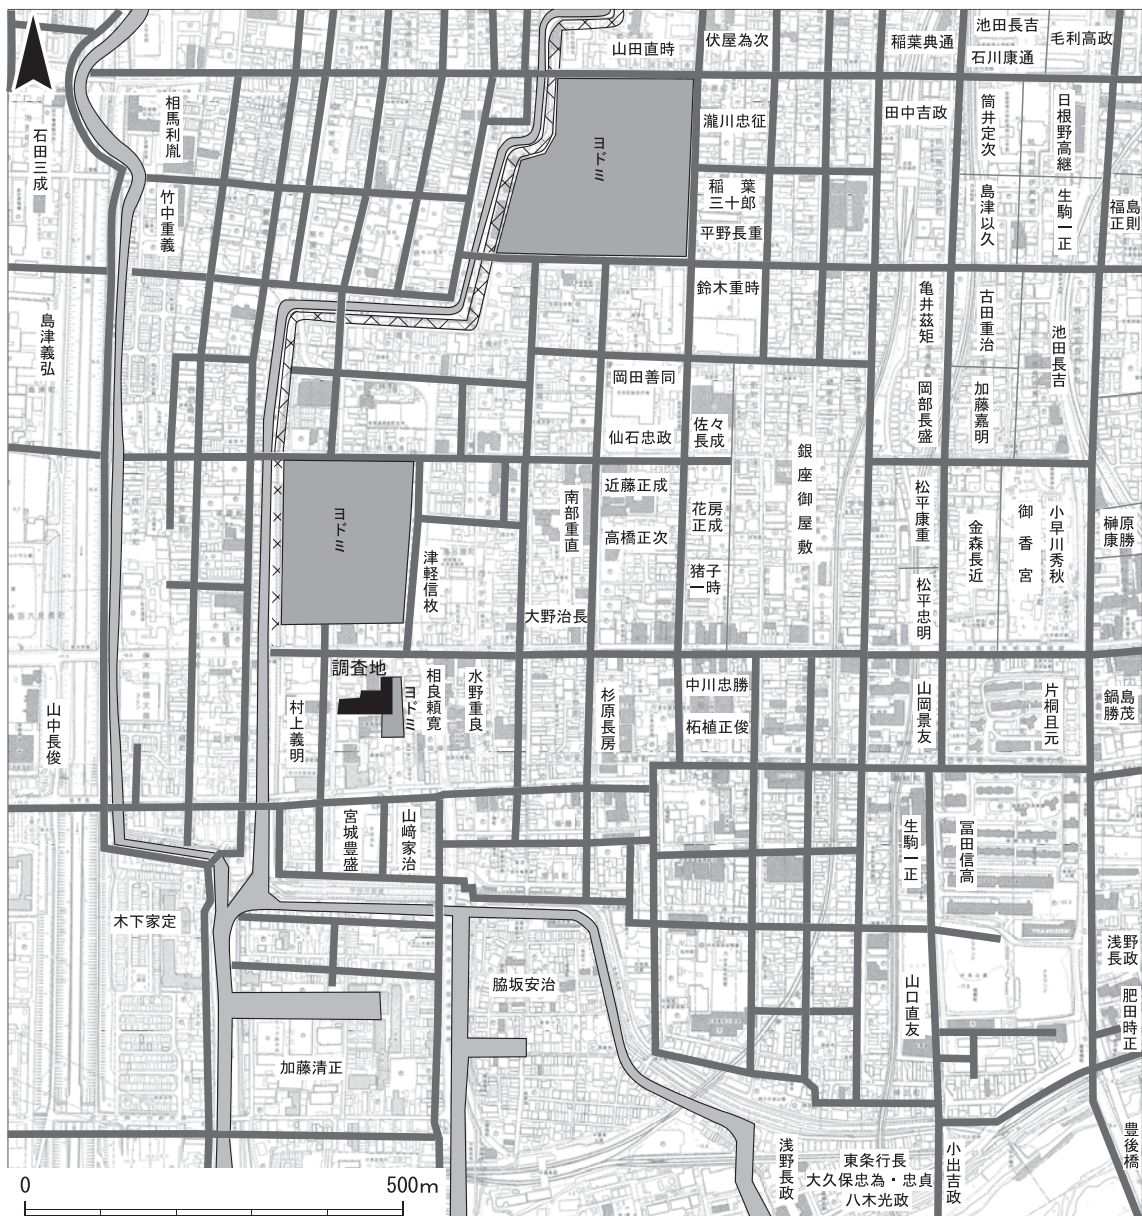 山田直時
伏屋為次
稲葉典通
池田長吉
石川康通
毛利高政
石田三成
相馬利胤
竹中重義
ヨドミ
瀧川忠征
田中吉政
筒井定次
日根野高継
稲葉
三十郎
平野長重
島津以久
生駒一正
福島
正則
島津義弘
鈴木重時
亀井茲矩
古田重治
池田長吉
岡田善同
仙石忠政
佐々
長成
岡部長盛
加藤嘉明
ヨドミ
津軽信枚
南部重直
近藤正成
高橋正次
花房
正成
猪子
一時
銀座御屋敷
松平康重
松平忠明
金森長近
御香宮
小早川秀秋
榊原
康勝
大野治長
調査地
山中長俊
村上義明
ヨドミ
相良頼寛
水野重良
杉原長房
中川忠勝
柘植正俊
山岡景友
片桐且元
鍋島
勝茂
宮城豊盛
山﨑家治
生駒一正
冨田信高
木下家定
脇坂安治
山口直友
浅野
長政
肥田時正
加藤清正
浅野長政
東条行長
大久保忠為・忠貞
八木光政
小出吉政
豊後橋
0 500m